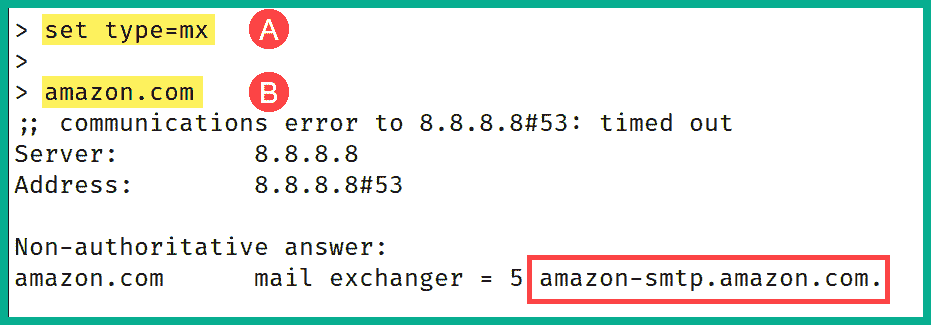 > set type=mx A
>
> amazon.com B
;; communications error to 8.8.8.8#53: timed out
Server: 8.8.8.8
Address: 8.8.8.8#53
Non-authoritative answer:
amazon.com mail exchanger = 5 amazon-smtp.amazon.com.